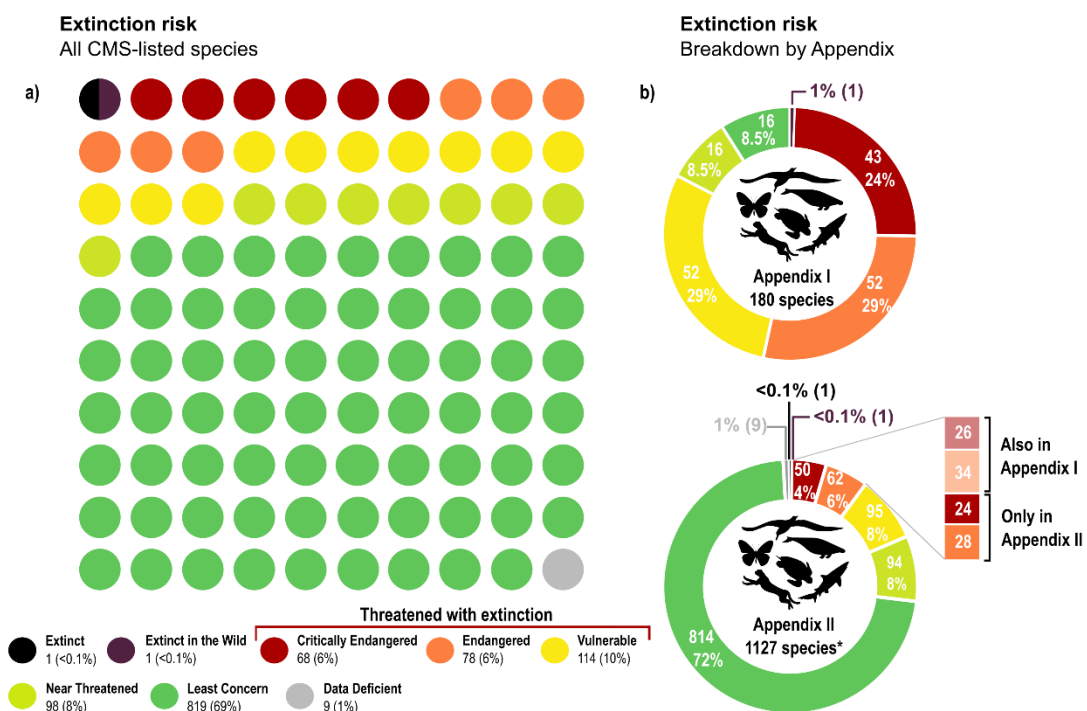 Extinction risk
All CMS-listed species
a)
Extinct
1 (<0.1%)
Extinct in the Wild
1 (<0.1%)
Threatened with extinction
Critically Endangered
68 (6%)
Endangered
78 (6%)
Vulnerable
114 (10%)
Near Threatened
98 (8%)
Least Concern
819 (69%)
Data Deficient
9 (1%)
Extinction risk
Breakdown by Appendix
b)
1% (1)
43
24%
52
29%
52
29%
16
8.5%
16
8.5%
Appendix I
180 species
<0.1% (1)
1% (9)
<0.1% (1)
50
4%
62
6%
95
8%
94
8%
814
72%
Appendix II
1127 species*
26
34
Also in
Appendix I
24
28
Only in
Appendix II